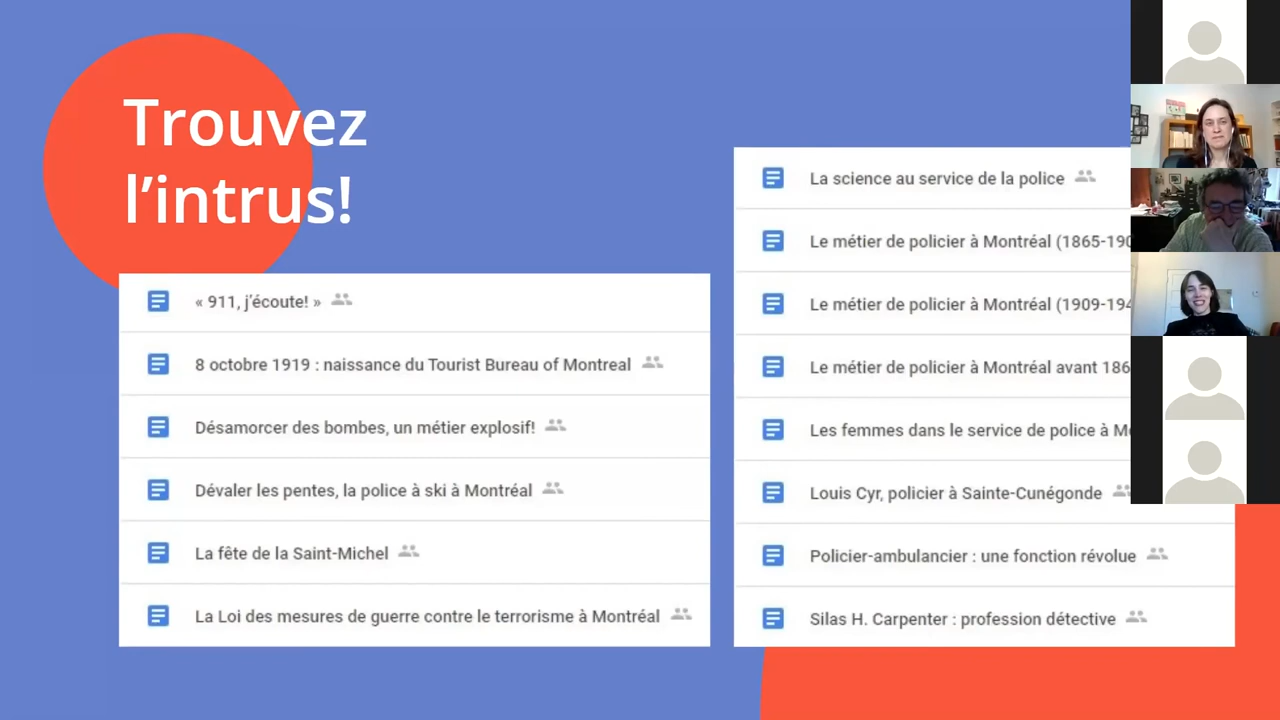 Trouvez
l’intrus!
« 911, j’écoute! »
8 octobre 1919 : naissance du Tourist Bureau of Montreal
Désamorcer des bombes, un métier explosif!
Dévaler les pentes, la police à ski à Montréal
La fête de la Saint-Michel
La Loi des mesures de guerre contre le terrorisme à Montréal
La science au service de la police
Le métier de policier à Montréal (1865-190
Le métier de policier à Montréal (1909-194
Le métier de policier à Montréal avant 186
Les femmes dans le service de police à M
Louis Cyr, policier à Sainte-Cunégonde
Policier-ambulancier : une fonction révolue
Silas H. Carpenter : profession détective